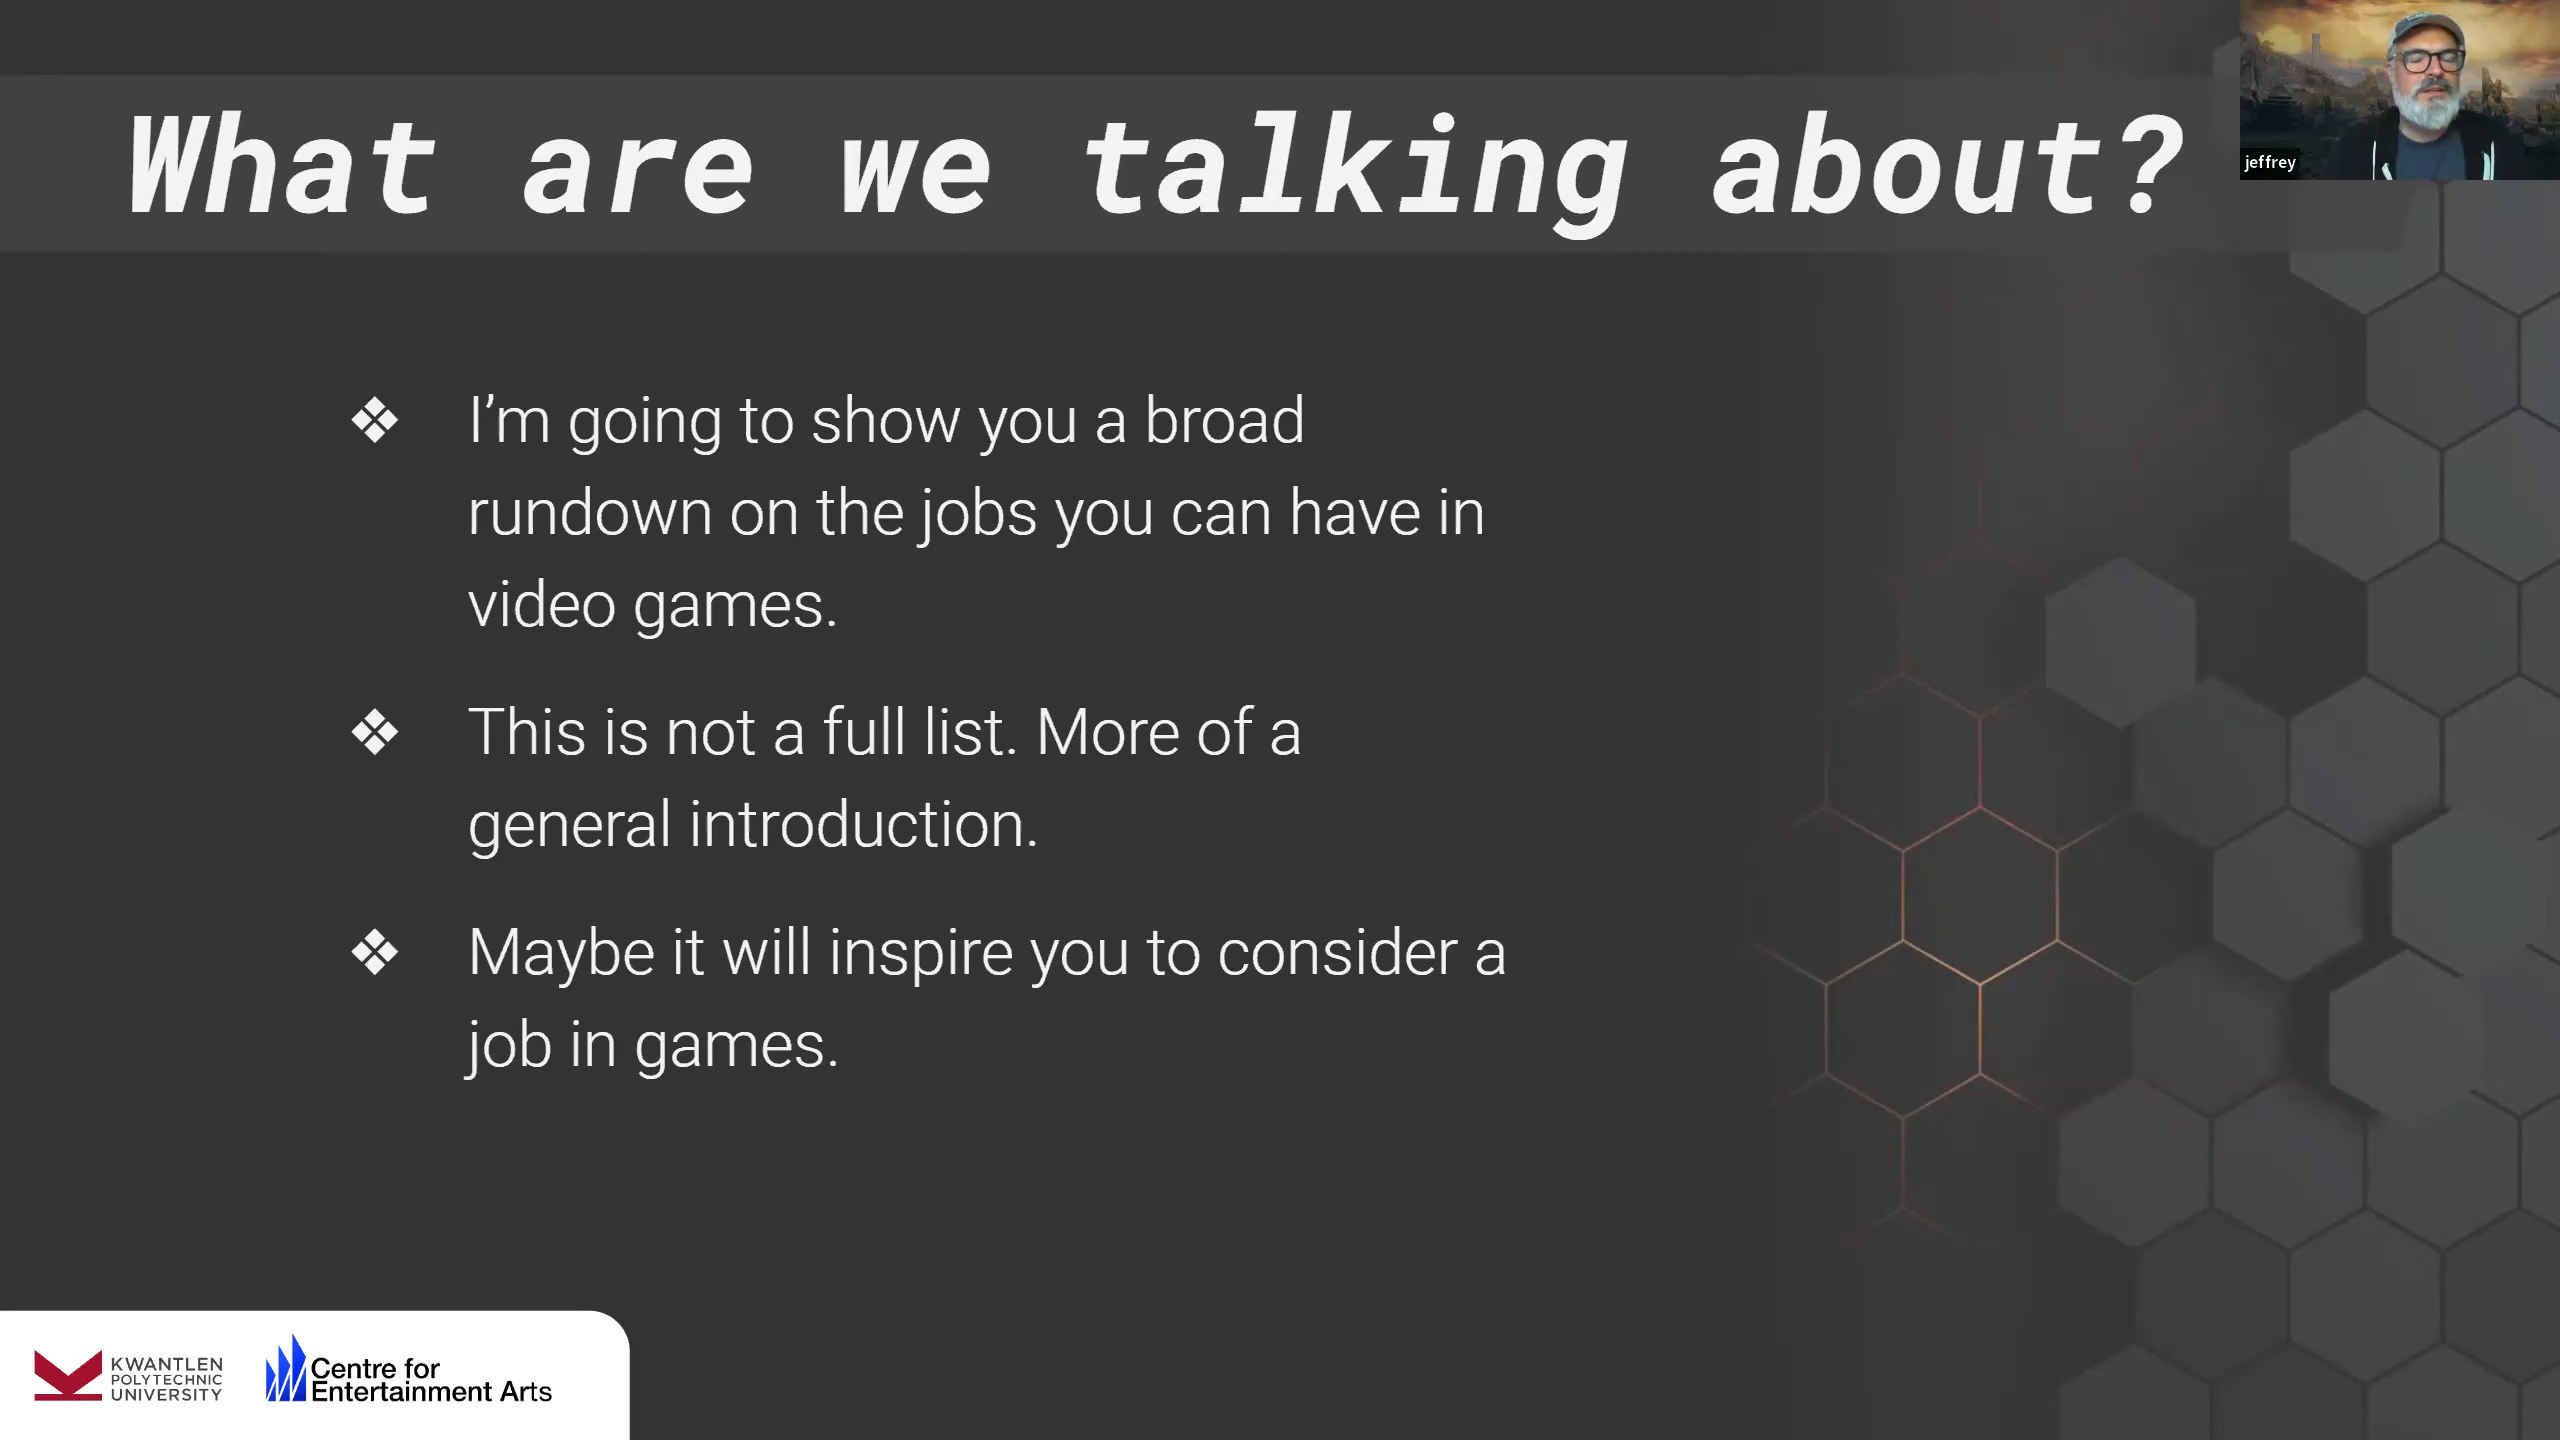 What are we talking about?
jeffrey
❖ I’m going to show you a broad
rundown on the jobs you can have in
video games.
❖ This is not a full list. More of a
general introduction.
❖ Maybe it will inspire you to consider a
job in games.
KWANTLEN
POLYTECHNIC
UNIVERSITY
Centre for
Entertainment Arts